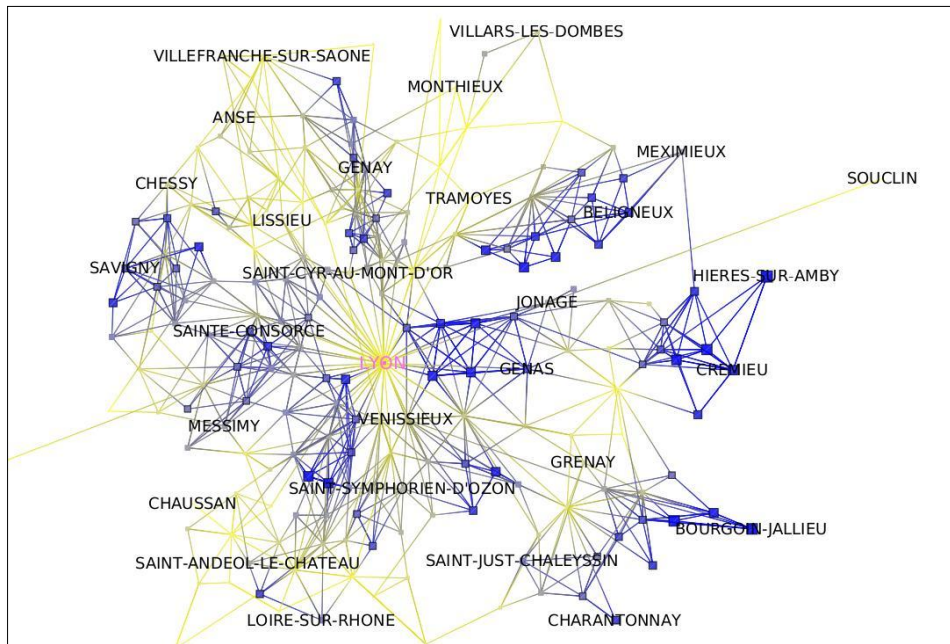 VILLARS-LES-DOMBES
VILLEFRANCHE-SUR-SAONE
MONTHIEUX
ANSE
MEXIMIEUX
GENAY
SOUCLIN
CHESSY
TRAMOYES
BELIGNEUX
LISSIEU
SAVIGNY
SAINT-CYR-AU-MONT-D'OR
HIERES-SUR-AMBY
JONAGE
SAINTE-CONSORCE
LYON
GENAS
CREMIEU
MESSIMY
VENISSIEUX
GRENAY
SAINT-SYMPHORIEN-D'OZON
CHAUSSAN
BOURGOIN-JALLIEU
SAINT-ANDEOL-LE-CHATEAU
SAINT-JUST-CHALEYSSIN
LOIRE-SUR-RHONE
CHARANTONNAY